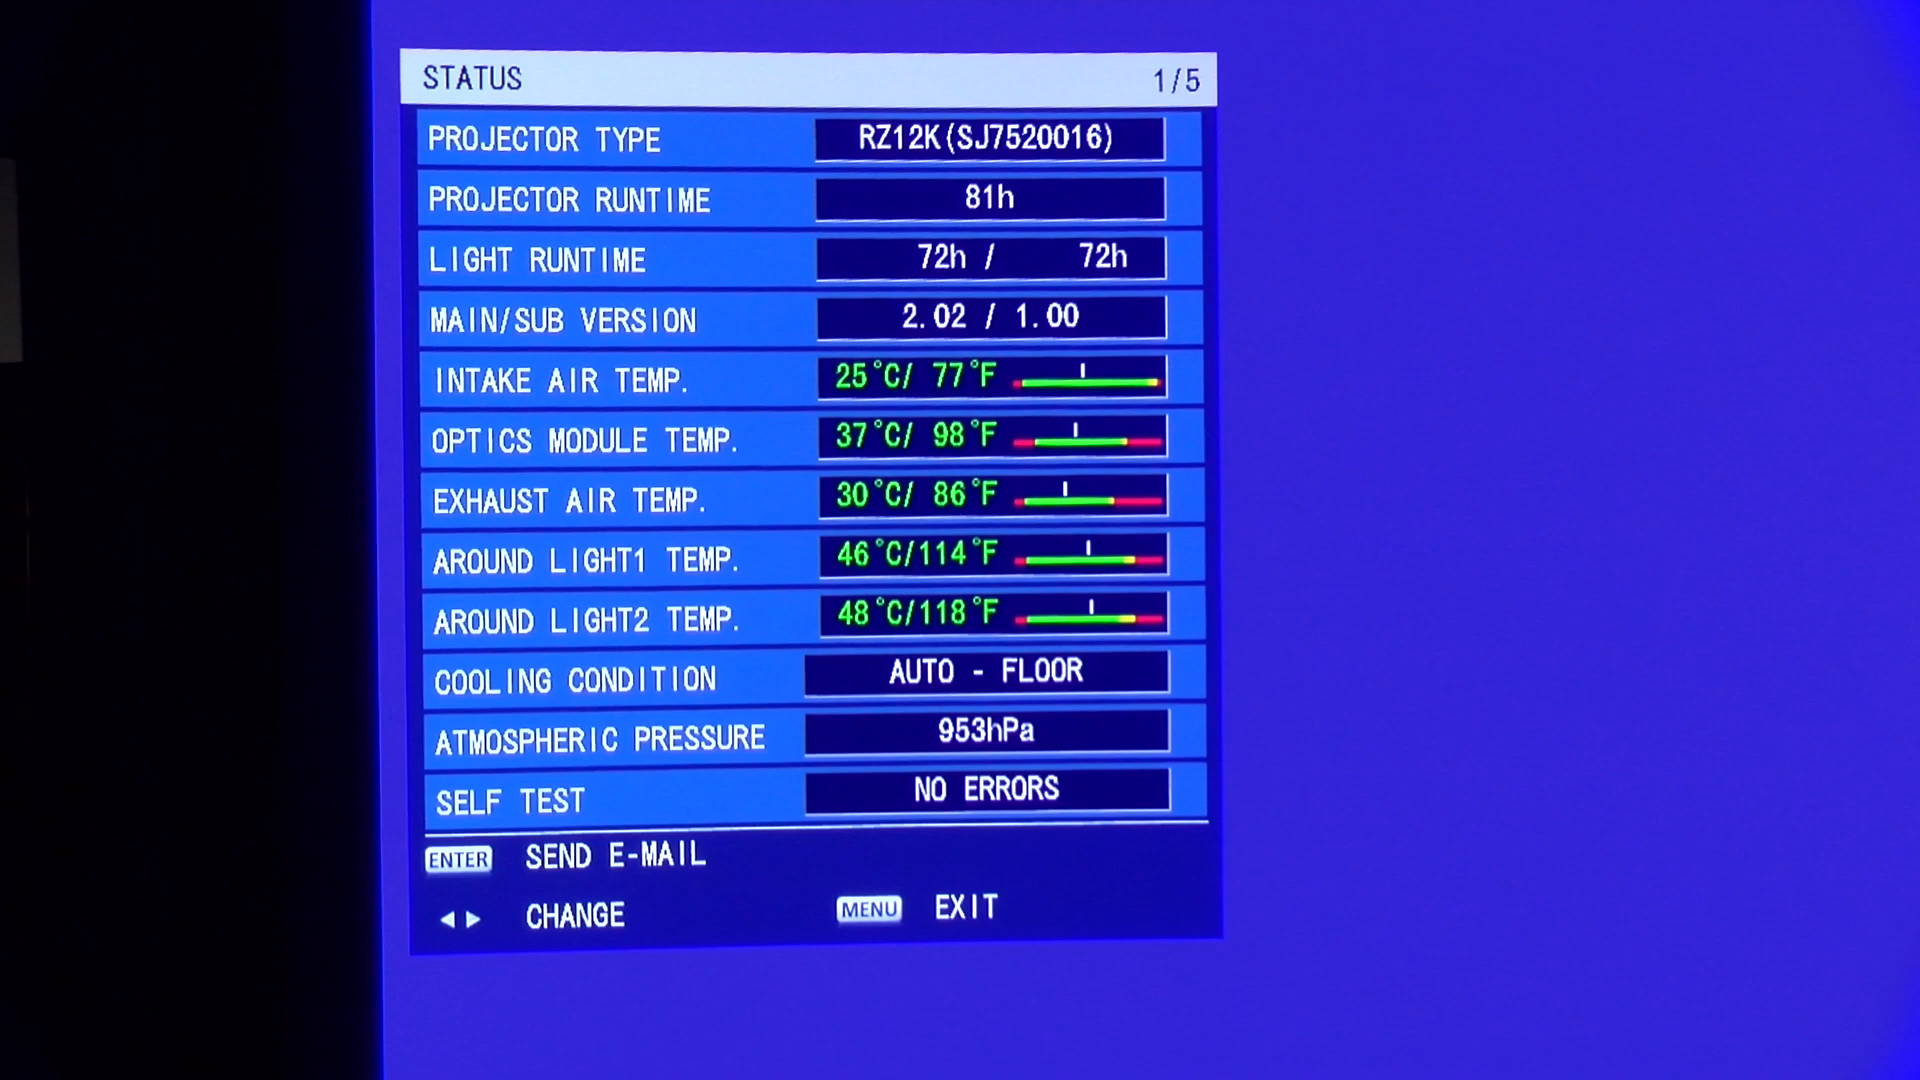 STATUS 1/5
PROJECTOR TYPE RZ12K(SJ7520016)
PROJECTOR RUNTIME 81h
LIGHT RUNTIME 72h / 72h
MAIN/SUB VERSION 2.02 / 1.00
INTAKE AIR TEMP. 25°C/ 77°F
OPTICS MODULE TEMP. 37°C/ 98°F
EXHAUST AIR TEMP. 30°C/ 86°F
AROUND LIGHT1 TEMP. 46°C/114°F
AROUND LIGHT2 TEMP. 48°C/118°F
COOLING CONDITION AUTO - FLOOR
ATMOSPHERIC PRESSURE 953hPa
SELF TEST NO ERRORS
ENTER SEND E-MAIL
◀▶ CHANGE MENU EXIT